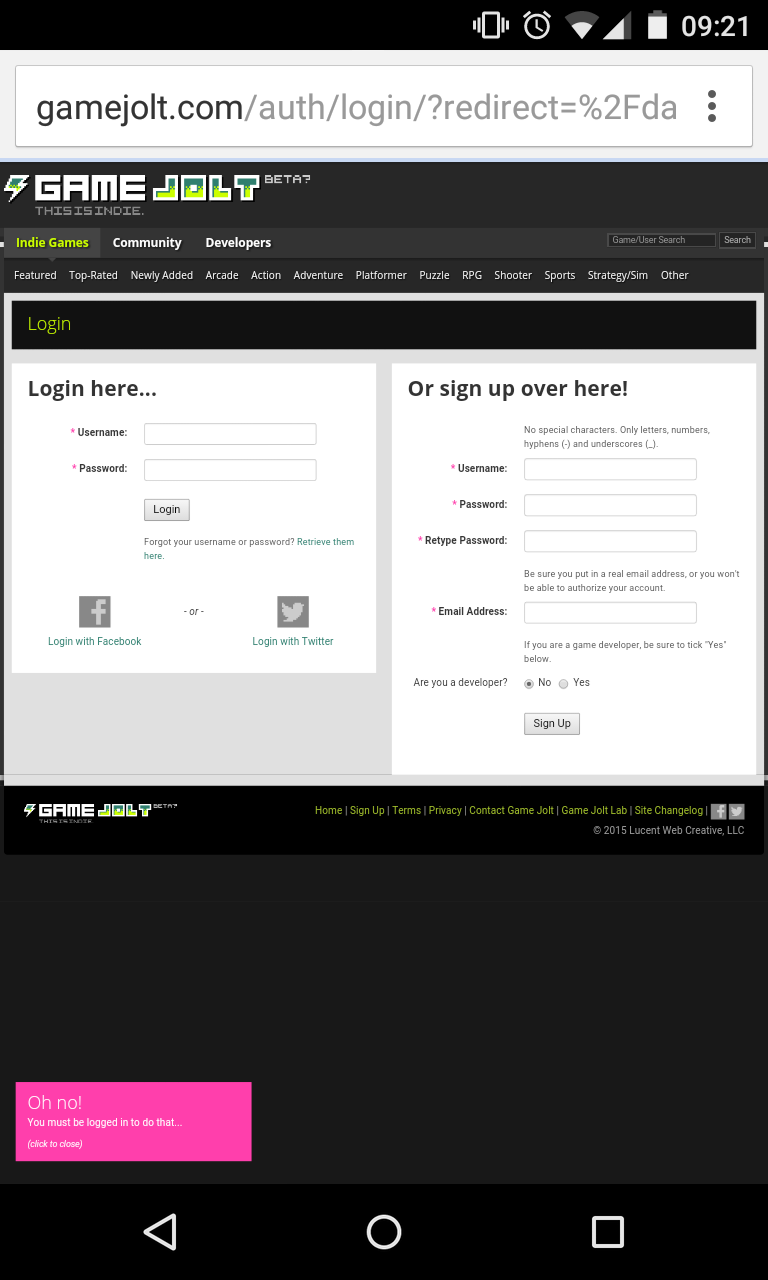 09:21
gamejolt.com/auth/login/?redirect=%2Fda
GAME JOLT BETA?
THIS IS INDIE.
Indie Games Community Developers Game/User Search Search
Featured Top-Rated Newly Added Arcade Action Adventure Platformer Puzzle RPG Shooter Sports Strategy/Sim Other
Login
Login here...
* Username:
* Password:
Login
Forgot your username or password? Retrieve them
here.
- or -
Login with Facebook Login with Twitter
Or sign up over here!
No special characters. Only letters, numbers,
hyphens (-) and underscores (_).
* Username:
* Password:
* Retype Password:
Be sure you put in a real email address, or you won't
be able to authorize your account.
* Email Address:
If you are a game developer, be sure to tick "Yes"
below.
Are you a developer? No Yes
Sign Up
GAME JOLT BETA?
THIS IS INDIE.
Home | Sign Up | Terms | Privacy | Contact Game Jolt | Game Jolt Lab | Site Changelog |
© 2015 Lucent Web Creative, LLC
Oh no!
You must be logged in to do that...
(click to close)